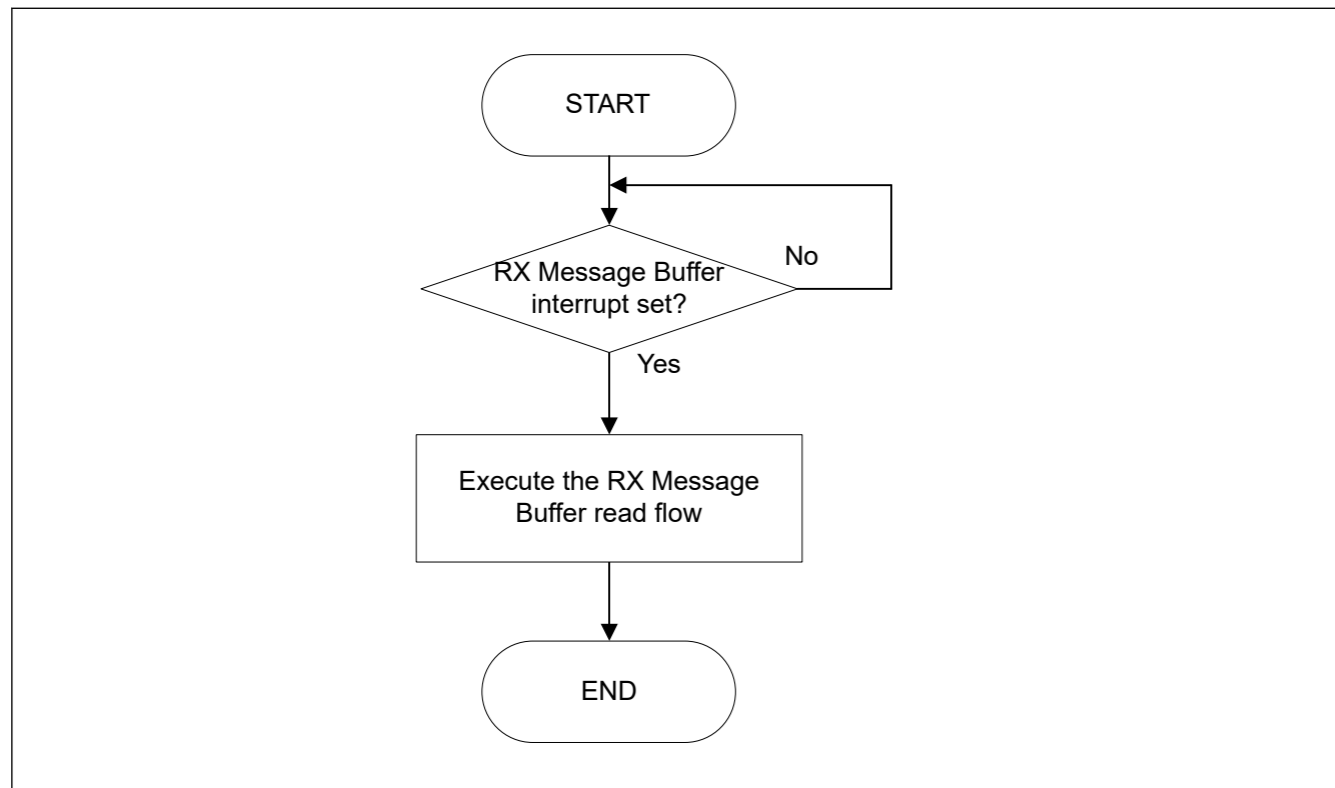 START
No
RX Message Buffer
interrupt set?
Yes
Execute the RX Message
Buffer read flow
END